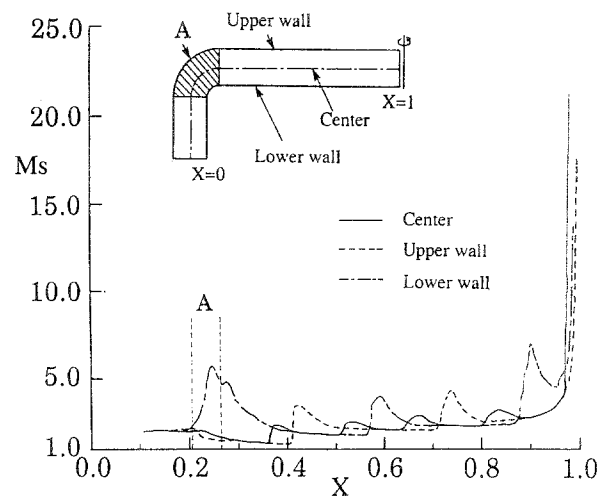 25.0
A
Upper wall
X=1
Center
Lower wall
X=0
20.0
Ms
15.0
Center
Upper wall
Lower wall
10.0
A
5.0
1.0
0.0
0.2
0.4
0.6
0.8
1.0
X